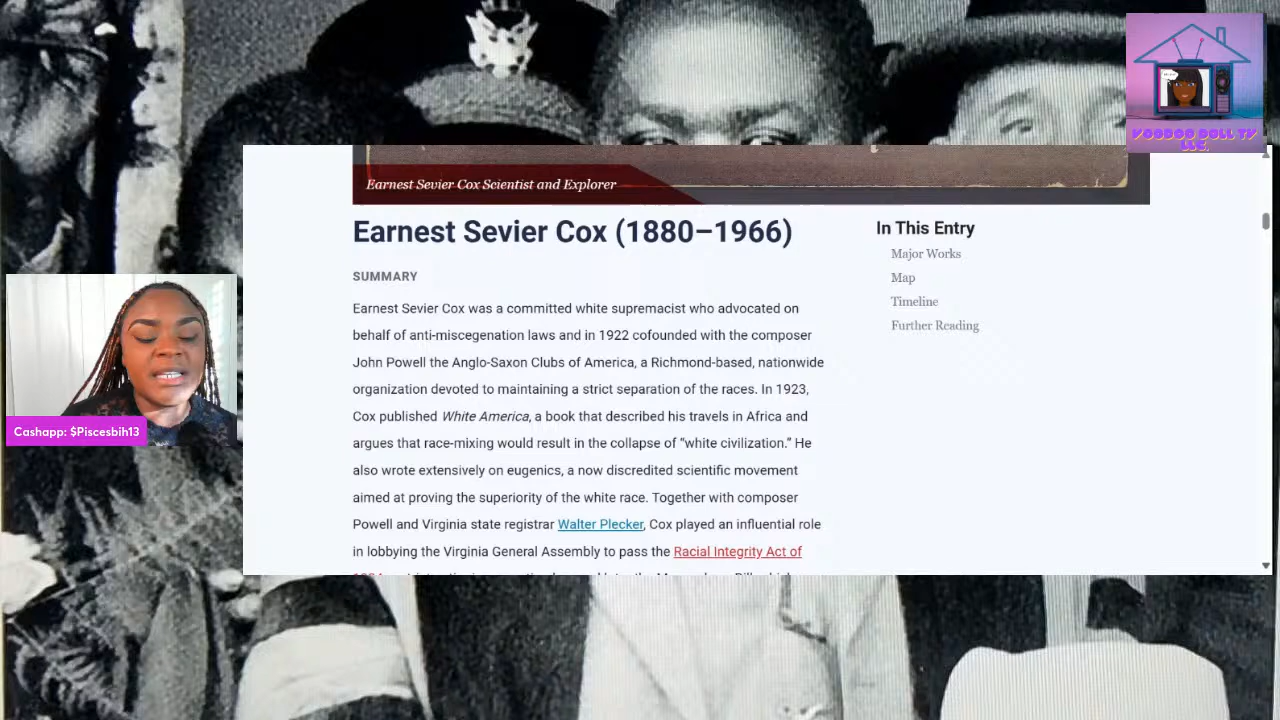 VOODOO DOLL TV
LLC.
Earnest Sevier Cox Scientist and Explorer
Earnest Sevier Cox (1880–1966)
SUMMARY
Earnest Sevier Cox was a committed white supremacist who advocated on
behalf of anti-miscegenation laws and in 1922 cofounded with the composer
John Powell the Anglo-Saxon Clubs of America, a Richmond-based, nationwide
organization devoted to maintaining a strict separation of the races. In 1923,
Cox published White America, a book that described his travels in Africa and
argues that race-mixing would result in the collapse of “white civilization.” He
also wrote extensively on eugenics, a now discredited scientific movement
aimed at proving the superiority of the white race. Together with composer
Powell and Virginia state registrar Walter Plecker, Cox played an influential role
in lobbying the Virginia General Assembly to pass the Racial Integrity Act of
In This Entry
Major Works
Map
Timeline
Further Reading
Cashapp: $Piscesbih13